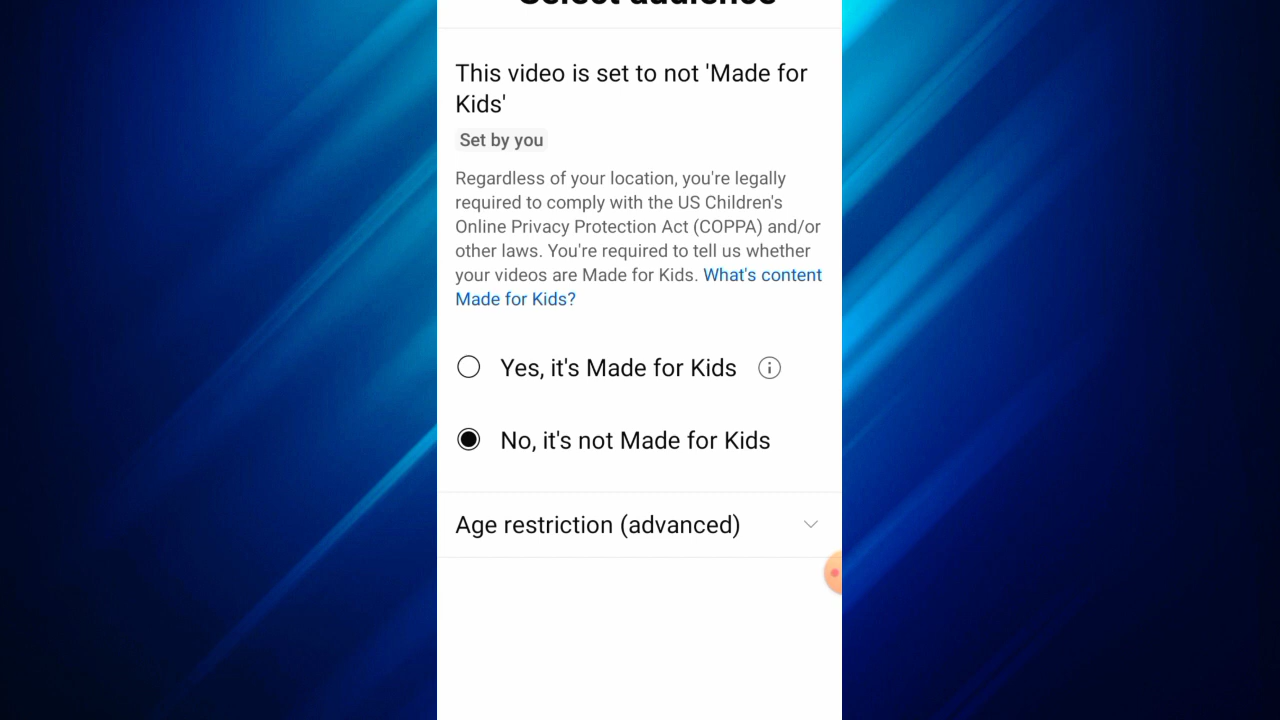 Select audience
This video is set to not 'Made for
Kids'
Set by you
Regardless of your location, you're legally
required to comply with the US Children's
Online Privacy Protection Act (COPPA) and/or
other laws. You're required to tell us whether
your videos are Made for Kids. What's content
Made for Kids?
Yes, it's Made for Kids
No, it's not Made for Kids
Age restriction (advanced)